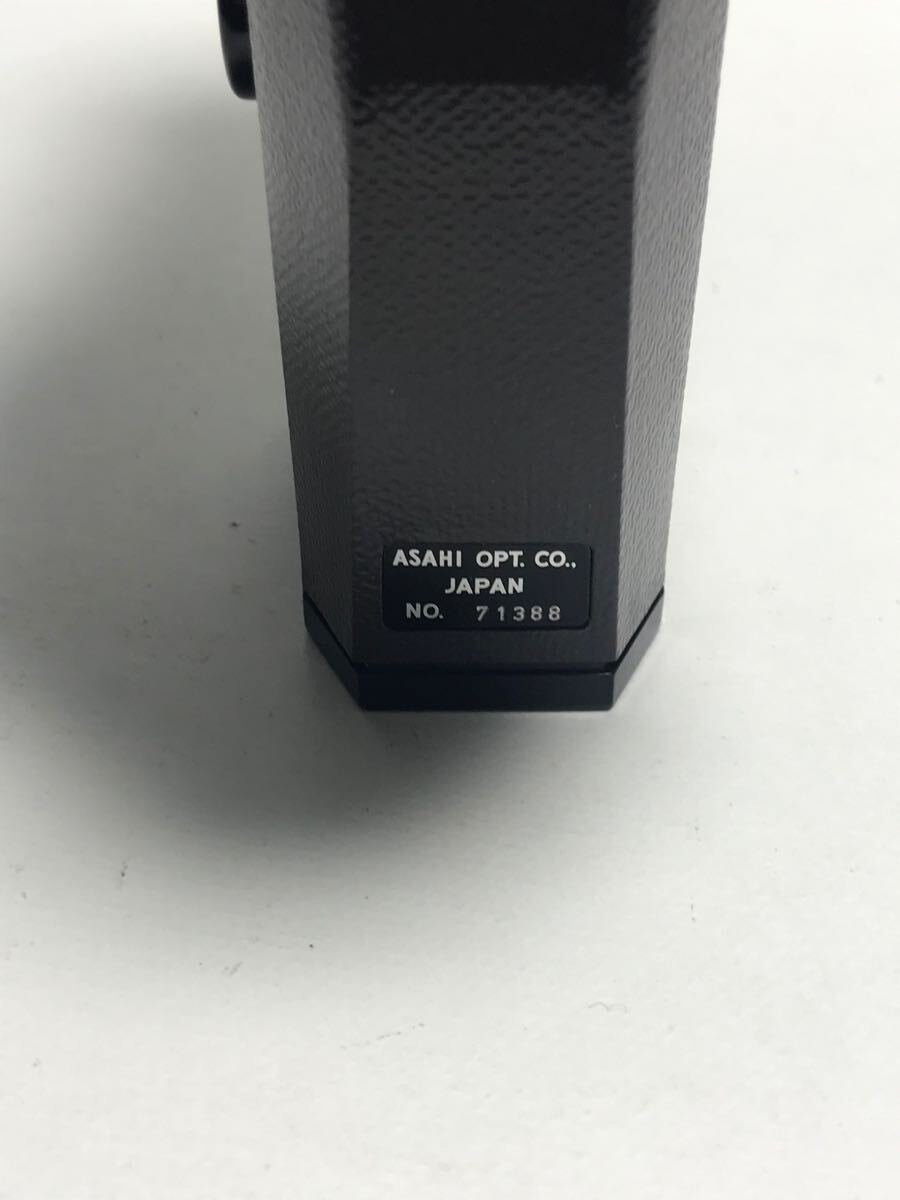 ASAHI OPT. CO.,
JAPAN
NO. 71388